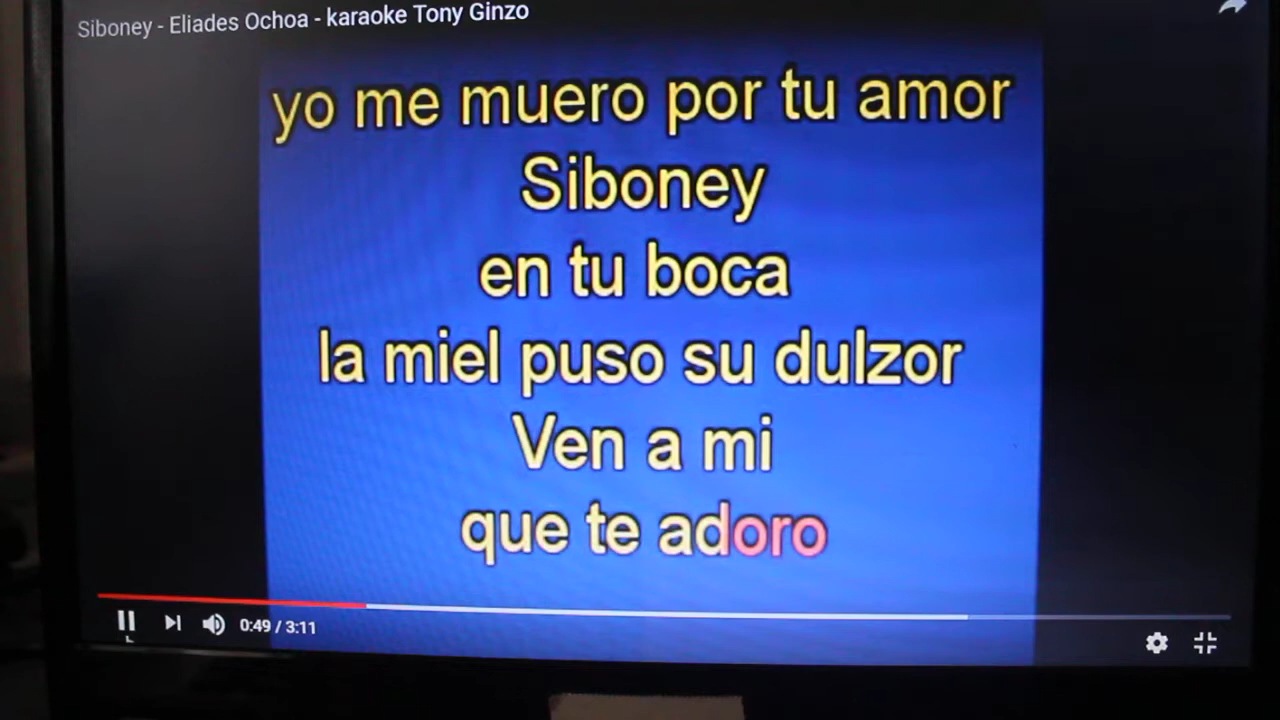 Siboney - Eliades Ochoa - karaoke Tony Ginzo
yo me muero por tu amor
Siboney
en tu boca
la miel puso su dulzor
Ven a mi
que te adoro
0:49 / 3:11